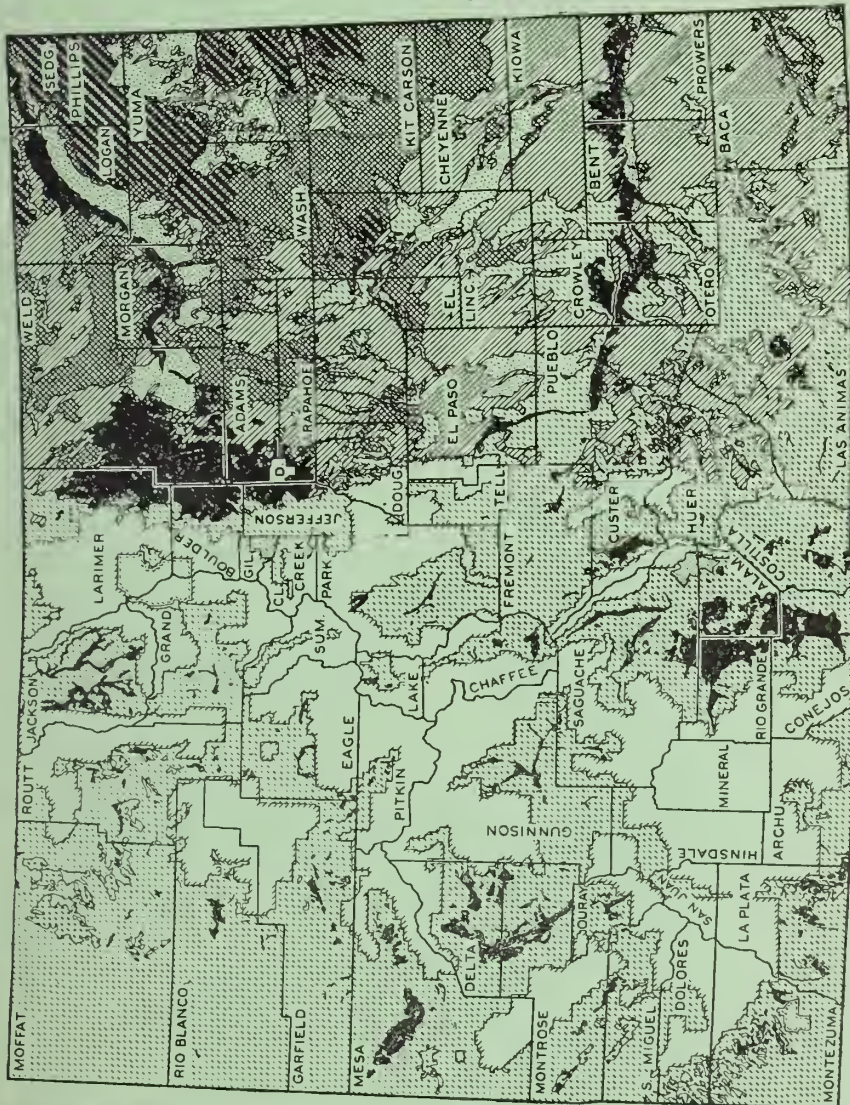 MOFFAT
ROUTT
JACKSON
LARIMER
WELD
SEDG
PHILLIPS
LOGAN
YUMA
MORGAN
RIO BLANCO
GRAND
BOULDER
GIL
CL
CREEK
JEFFERSON
ADAMS
D
WASH
GARFIELD
EAGLE
SUM.
PARK
DOUG
KIT CARSON
MESA
PITKIN
LAKE
CHAFFEE
TELL
EL PASO
EL
LINC.
CHEYENNE
DELTA
GUNNISON
FREMONT
PUEBLO
CROWLEY
KIOWA
MONTROSE
OURAY
SAGUACHE
CUSTER
BENT
PROWERS
S. MIGUEL
DOLORES
SAN JUAN
HINSDALE
MINERAL
RIO GRANDE
ALAM
HUER
OTERO
BACA
MONTEZUMA
LA PLATA
ARCHU.
CONEJOS
COSTILLA
LAS ANIMAS